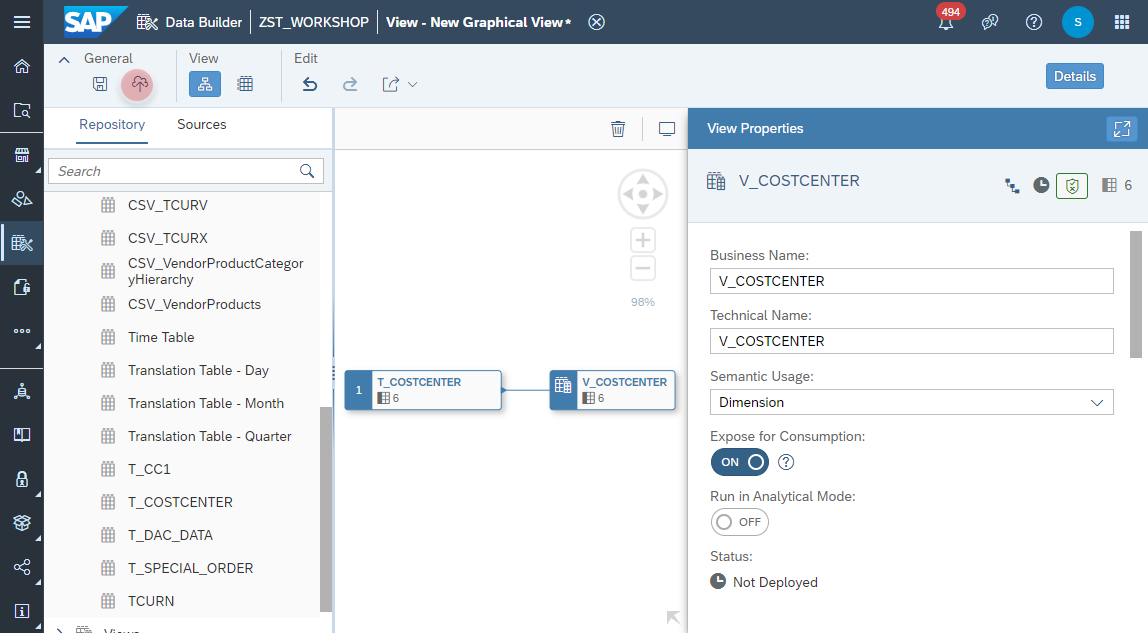 SAP Data Builder ZST_WORKSHOP View - New Graphical View*
494
S
General
View
Edit
Details
Repository
Sources
Search
CSV_TCURV
CSV_TCURX
CSV_VendorProductCategor
yHierarchy
CSV_VendorProducts
Time Table
Translation Table - Day
Translation Table - Month
Translation Table - Quarter
T_CC1
T_COSTCENTER
T_DAC_DATA
T_SPECIAL_ORDER
TCURN
Views
98%
1
T_COSTCENTER
6
V_COSTCENTER
6
View Properties
V_COSTCENTER
6
Business Name:
V_COSTCENTER
Technical Name:
V_COSTCENTER
Semantic Usage:
Dimension
Expose for Consumption:
ON
Run in Analytical Mode:
OFF
Status:
Not Deployed